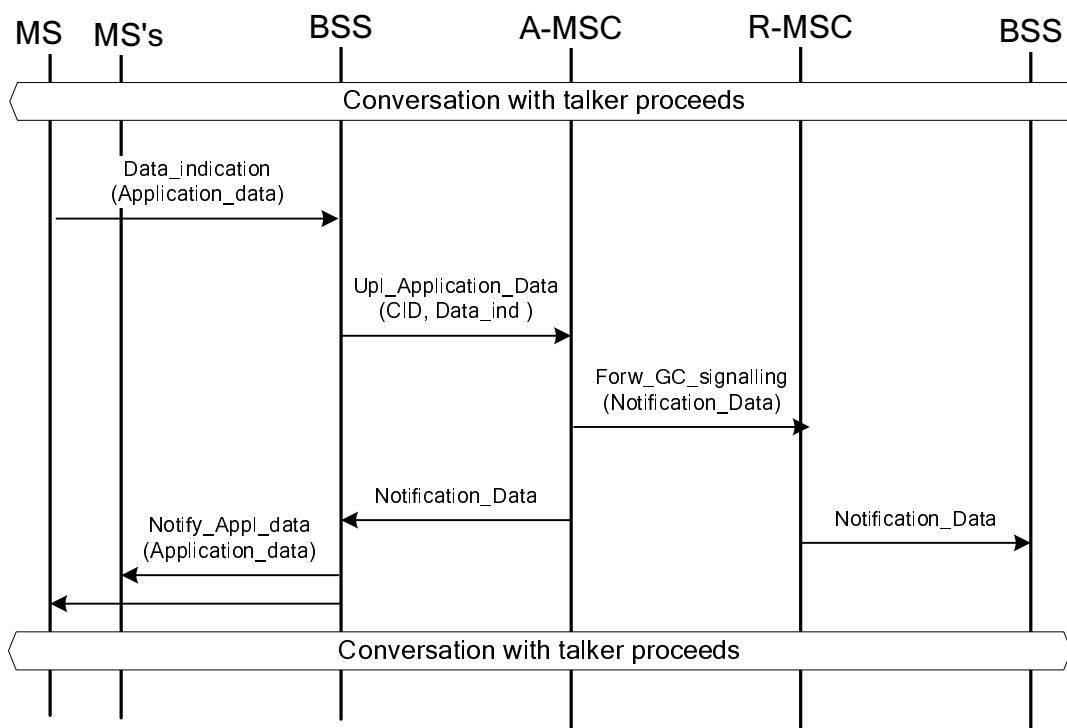 MS MS's BSS A-MSC R-MSC BSS
Conversation with talker proceeds
Data_indication
(Application_data)
Upl_Application_Data
(CID, Data_ind )
Forw_GC_signalling
(Notification_Data)
Notification_Data
Notification_Data
Notify_Appl_data
(Application_data)
Conversation with talker proceeds